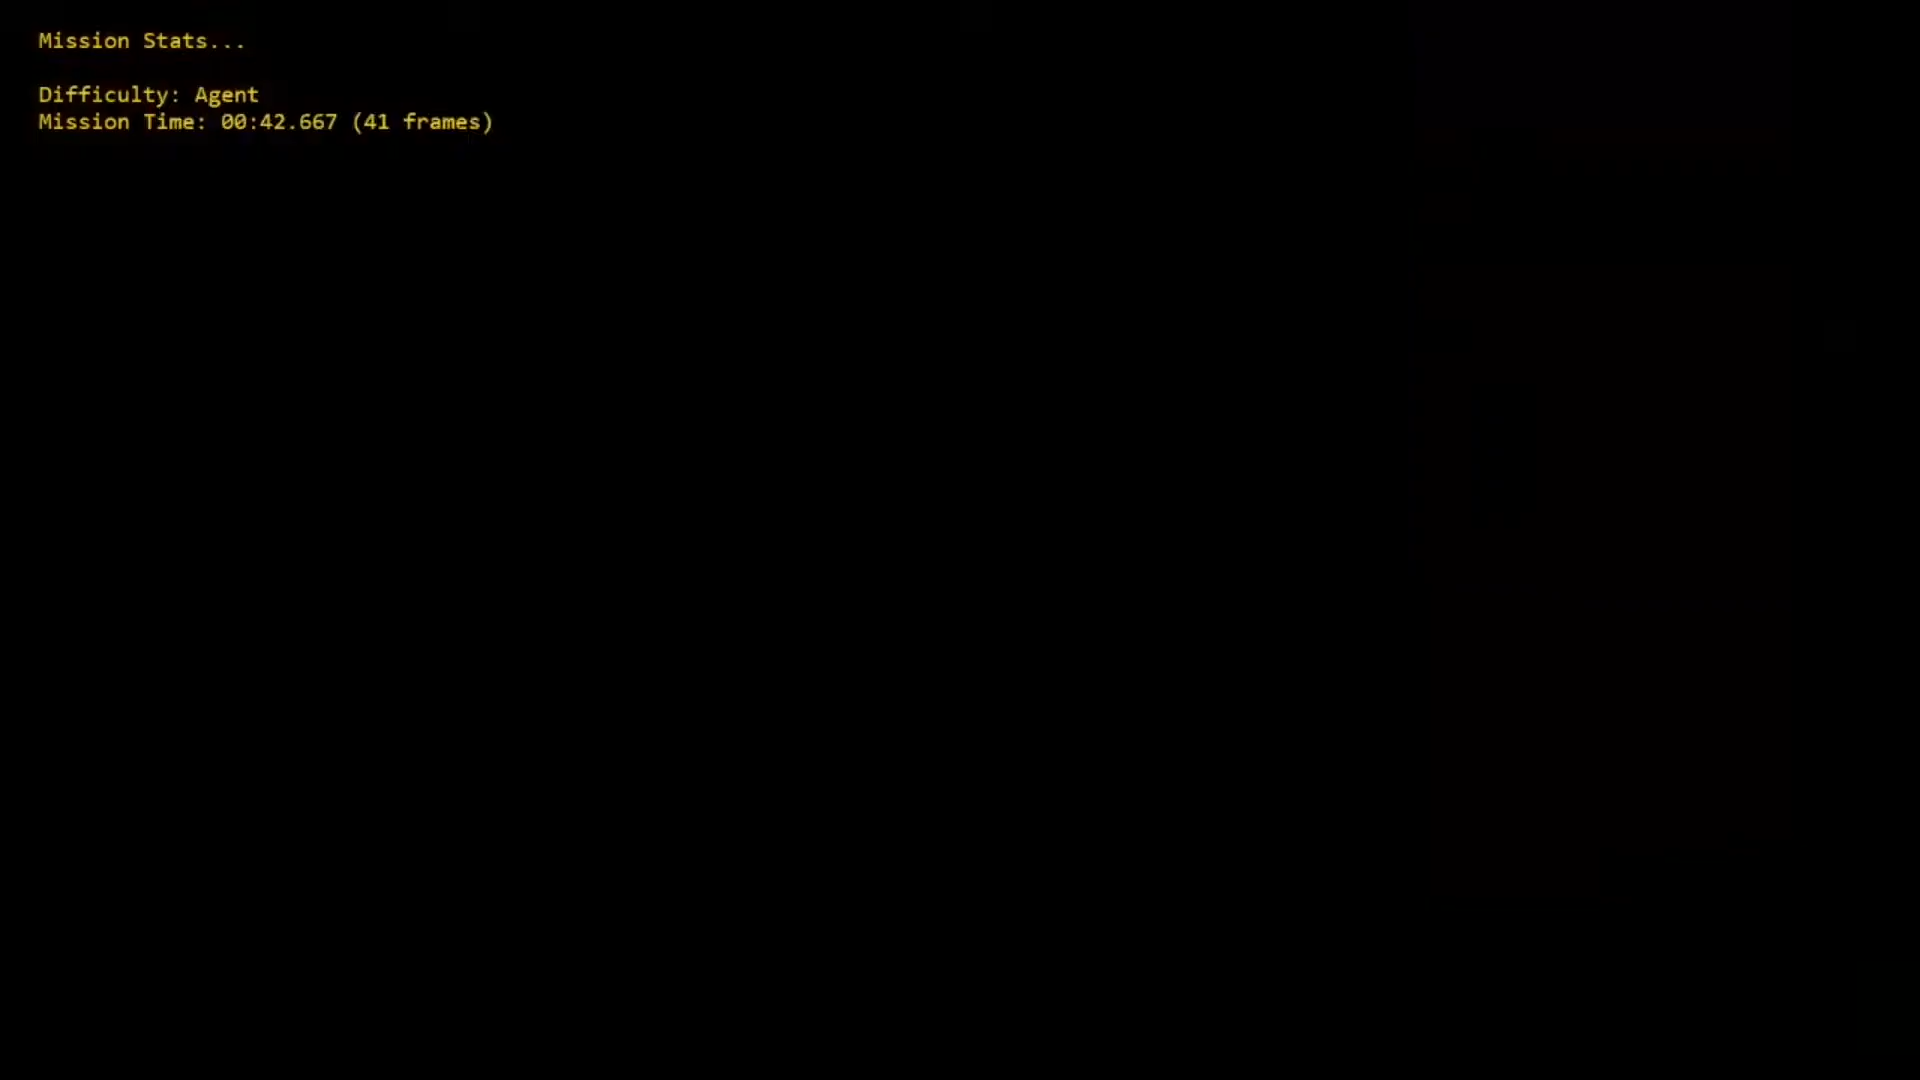 Mission Stats...
Difficulty: Agent
Mission Time: 00:42.667 (41 frames)